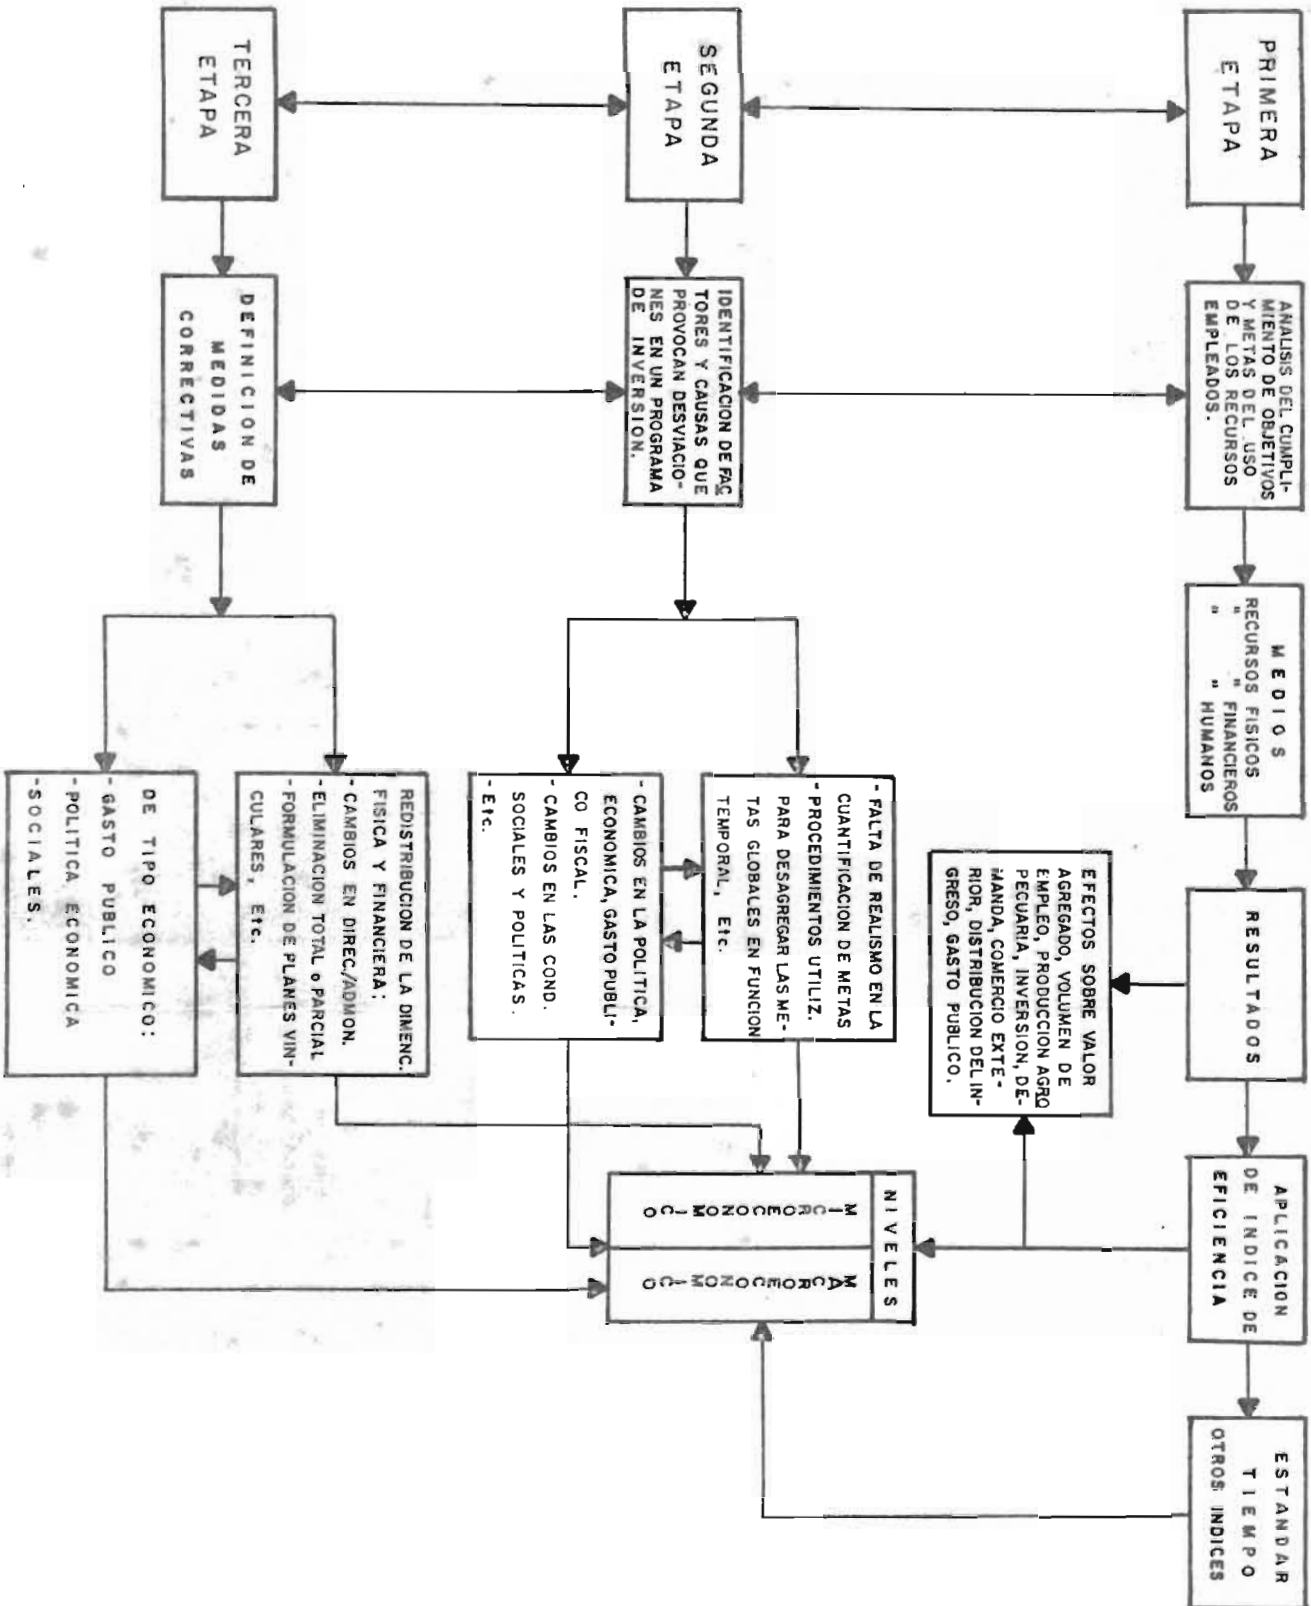 PRIMERA
ETAPA
ANALISIS DEL CUMPLI-
MIENTO DE OBJETIVOS
Y METAS DEL USO
DE LOS RECURSOS
EMPLEADOS.
MEDIOS
RECURSOS FISICOS
" " FINANCIEROS
" " HUMANOS
RESULTADOS
APLICACION
DE INDICE DE
EFICIENCIA
ESTANDAR
TIEMPO
OTROS INDICES
EFECTOS SOBRE VALOR
AGREGADO, VOLUMEN DE
EMPLEO, PRODUCCION AGRO
PECUARIA, INVERSION, DE-
MANDA, COMERCIO EXTE-
RIOR, DISTRIBUCION DEL IN-
GRESO, GASTO PUBLICO.
SEGUNDA
ETAPA
IDENTIFICACION DE FAC
TORES Y CAUSAS QUE
PROVOCAN DESVIACIO-
NES EN UN PROGRAMA
DE INVERSION.
- FALTA DE REALISMO EN LA
CUANTIFICACION DE METAS
- PROCEDIMIENTOS UTILIZ.
PARA DESAGREGAR LAS ME-
TAS GLOBALES EN FUNCION
TEMPORAL, Etc.
- CAMBIOS EN LA POLITICA,
ECONOMICA, GASTO PUBLI-
CO FISCAL.
- CAMBIOS EN LAS COND.
SOCIALES Y POLITICAS.
- Etc.
NIVELES
MICROECONOMICO
MACROECONOMICO
TERCERA
ETAPA
DEFINICION DE
MEDIDAS
CORRECTIVAS
REDISTRIBUCION DE LA DIMENC.
FISICA Y FINANCIERA:
- CAMBIOS EN DIREC./ADMON.
- ELIMINACION TOTAL o PARCIAL
- FORMULACION DE PLANES VIN-
CULARES, Etc.
DE TIPO ECONOMICO:
- GASTO PUBLICO
- POLITICA ECONOMICA
- SOCIALES.